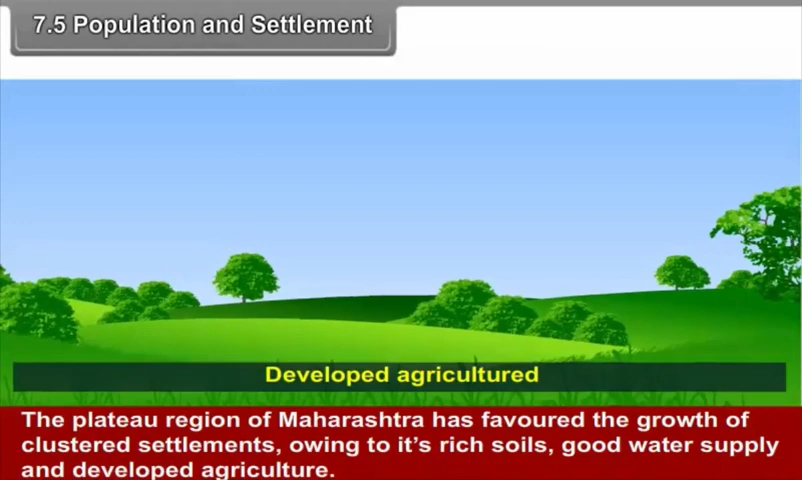 7.5 Population and Settlement
Developed agricultured
The plateau region of Maharashtra has favoured the growth of
clustered settlements, owing to it's rich soils, good water supply
and developed agriculture.